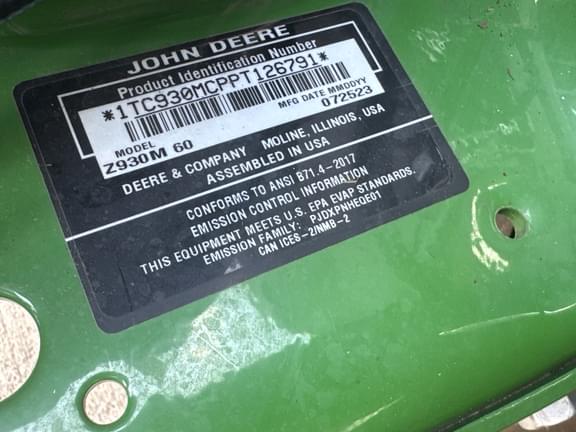 JOHN DEERE
Product Identification Number
*1TC930MCPPT126791*
MODEL MFG DATE MMDDYY
Z930M 60 072523
DEERE & COMPANY MOLINE, ILLINOIS, USA
ASSEMBLED IN USA
CONFORMS TO ANSI B71.4-2017
EMISSION CONTROL INFORMATION
THIS EQUIPMENT MEETS U.S. EPA EVAP STANDARDS.
EMISSION FAMILY: PJDXPNHEQE01
CAN ICES-2/NMB-2